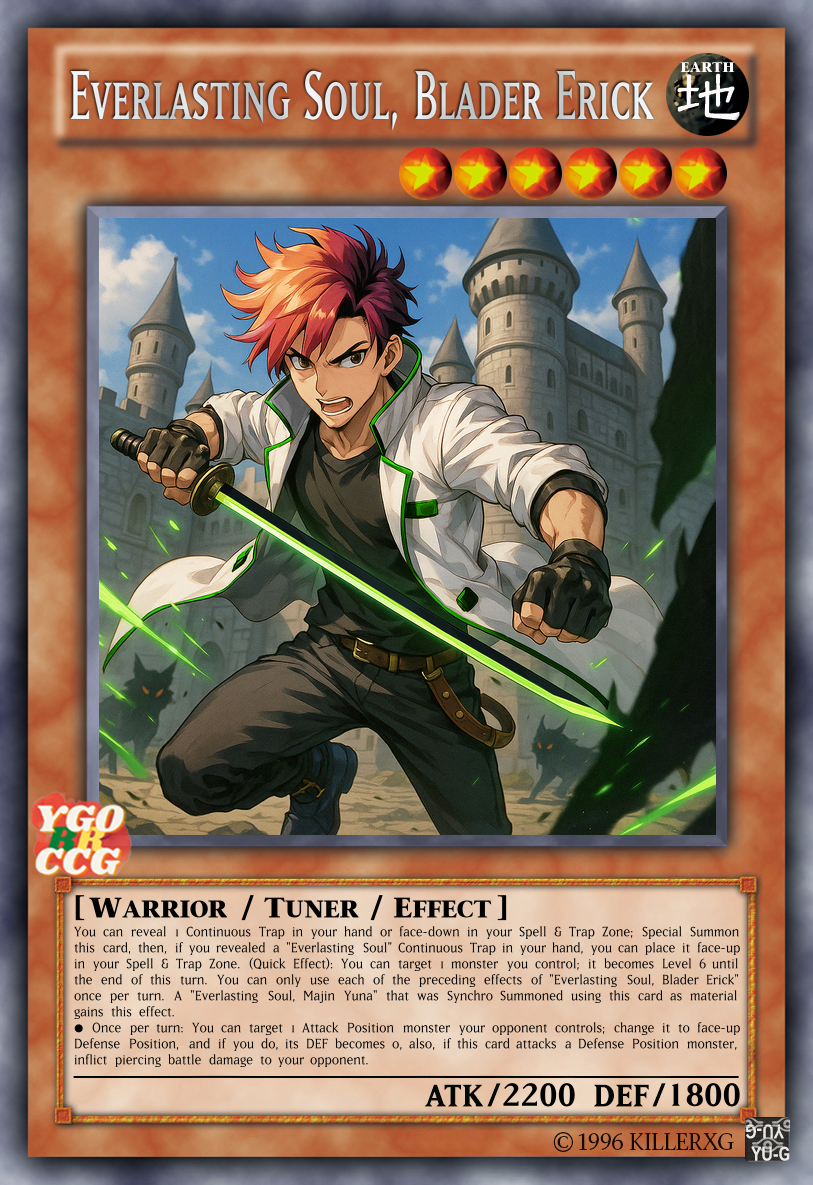 EVERLASTING SOUL, BLADER ERICK
EARTH
地
YGO
RR
CCG
[ WARRIOR / TUNER / EFFECT ]
You can reveal 1 Continuous Trap in your hand or face-down in your Spell & Trap Zone; Special Summon
this card, then, if you revealed a "Everlasting Soul" Continuous Trap in your hand, you can place it face-up
in your Spell & Trap Zone. (Quick Effect): You can target 1 monster you control; it becomes Level 6 until
the end of this turn. You can only use each of the preceding effects of "Everlasting Soul, Blader Erick"
once per turn. A "Everlasting Soul, Majin Yuna" that was Synchro Summoned using this card as material
gains this effect.
● Once per turn: You can target 1 Attack Position monster your opponent controls; change it to face-up
Defense Position, and if you do, its DEF becomes 0, also, if this card attacks a Defense Position monster,
inflict piercing battle damage to your opponent.
ATK/2200 DEF/1800
© 1996 KILLERXG
YU-G